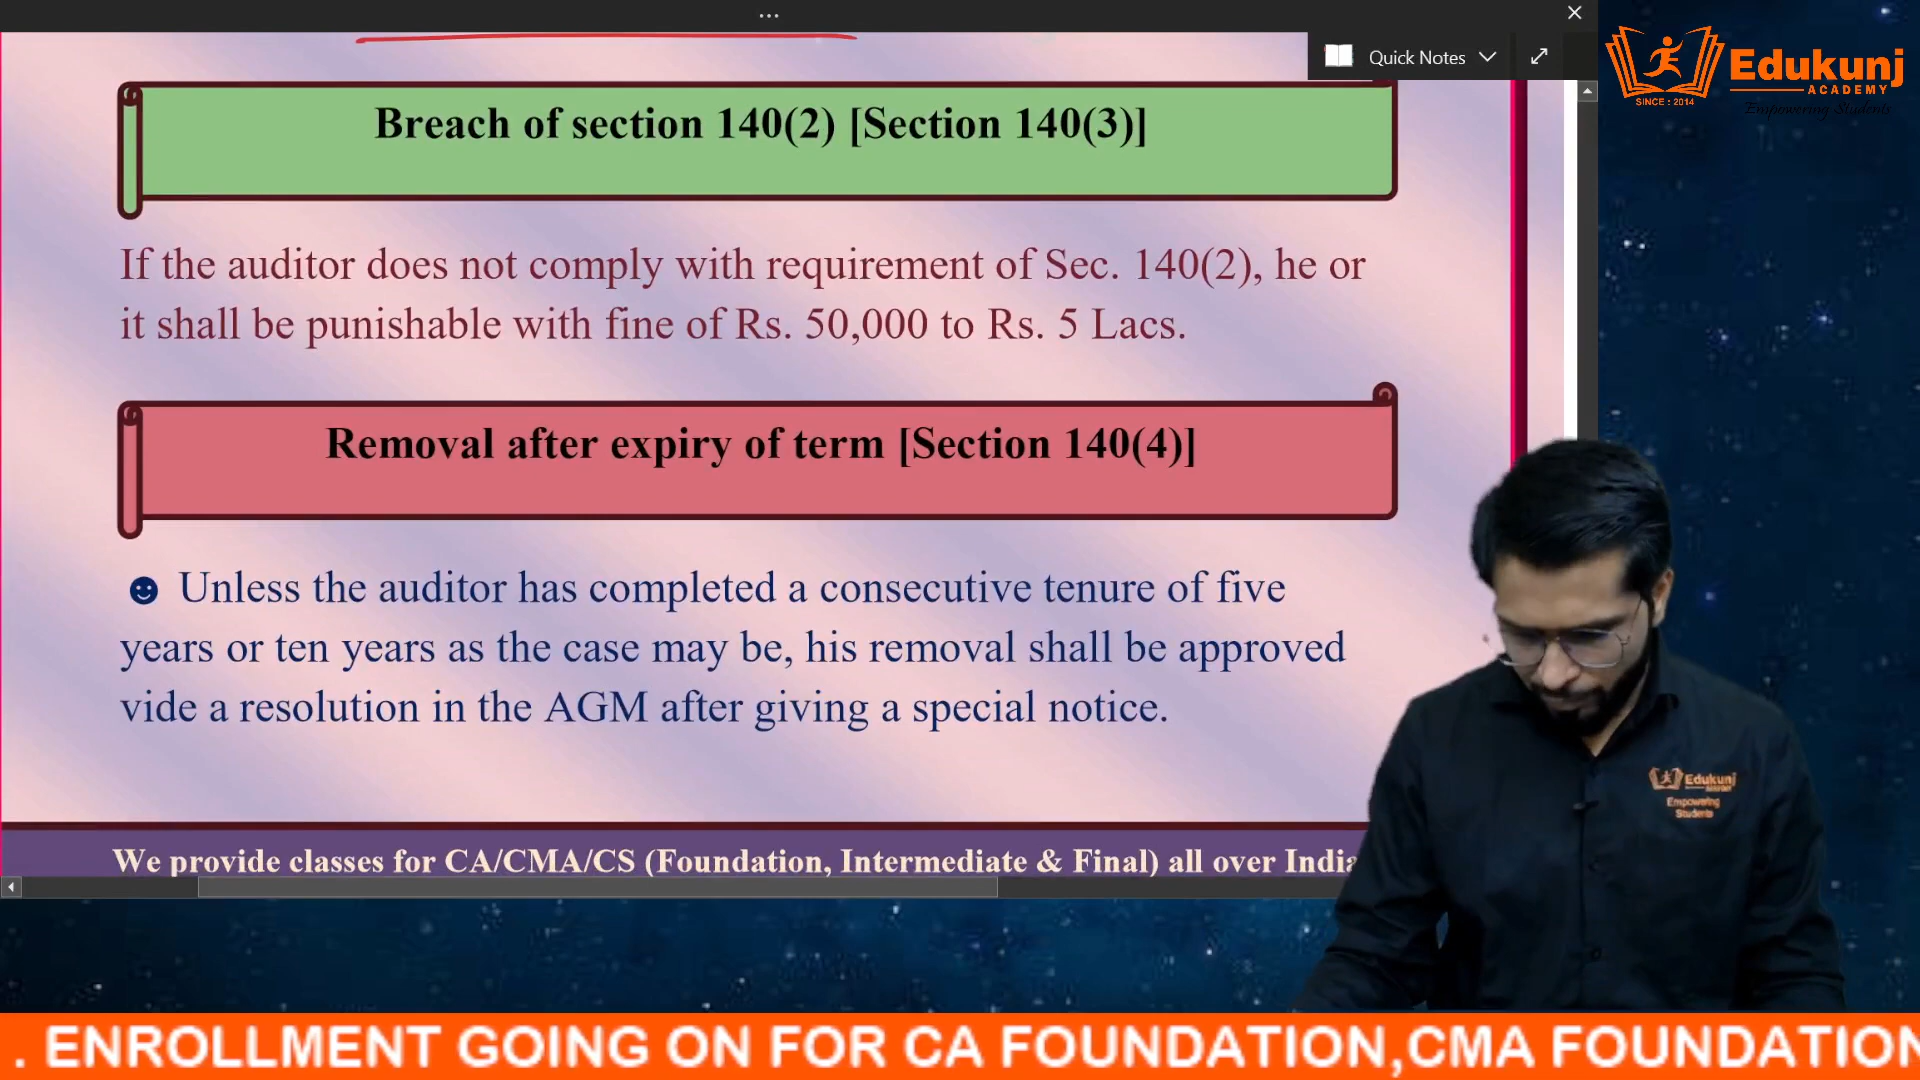 ...
Quick Notes
Edukunj
ACADEMY
SINCE : 2014
Empowering Students
Breach of section 140(2) [Section 140(3)]
If the auditor does not comply with requirement of Sec. 140(2), he or
it shall be punishable with fine of Rs. 50,000 to Rs. 5 Lacs.
Removal after expiry of term [Section 140(4)]
☻ Unless the auditor has completed a consecutive tenure of five
years or ten years as the case may be, his removal shall be approved
vide a resolution in the AGM after giving a special notice.
Edukunj
Empowering
Students
We provide classes for CA/CMA/CS (Foundation, Intermediate & Final) all over India
. ENROLLMENT GOING ON FOR CA FOUNDATION,CMA FOUNDATION